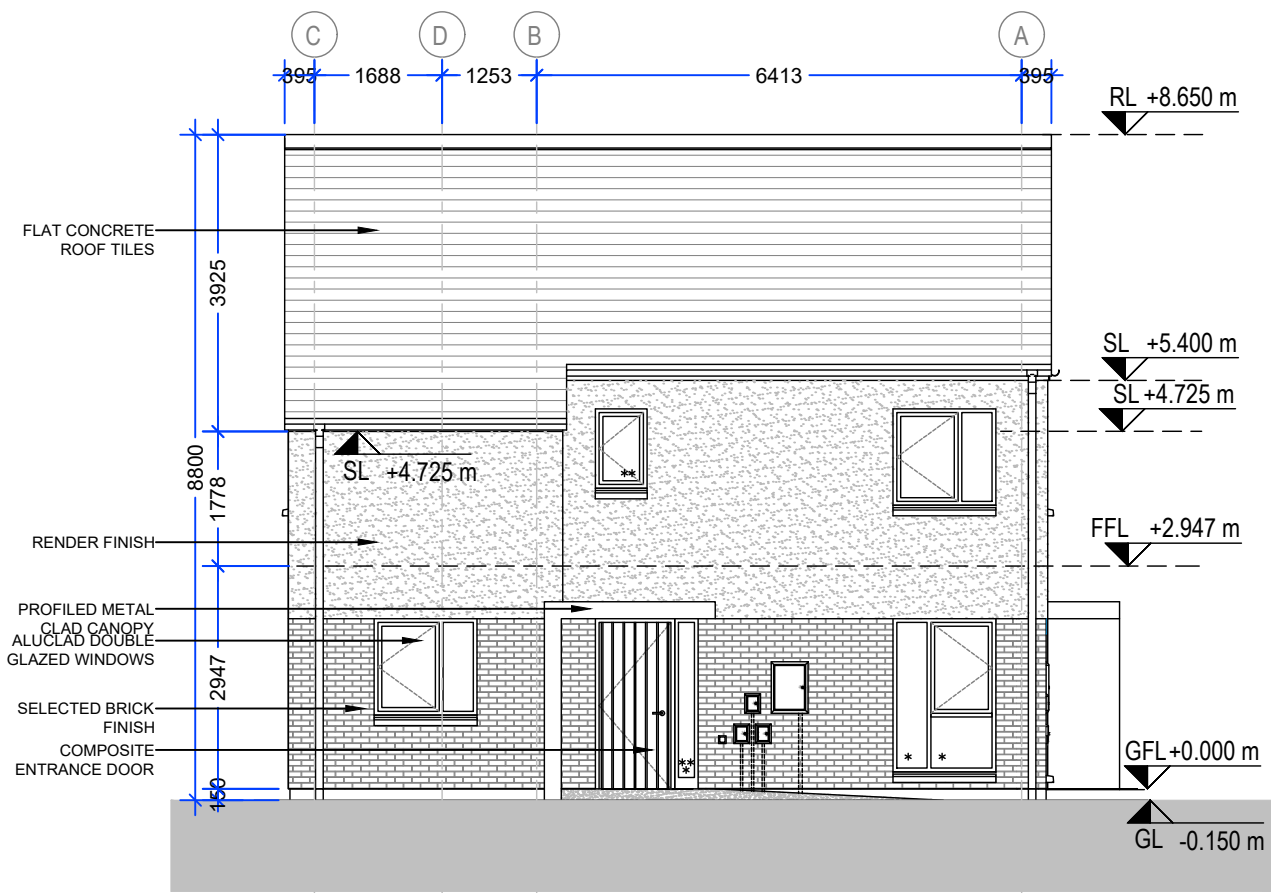 C
D
B
A
395
1688
1253
6413
395
RL +8.650 m
FLAT CONCRETE
ROOF TILES
3925
SL +5.400 m
SL +4.725 m
SL +4.725 m
8800
1778
**
RENDER FINISH
FFL +2.947 m
PROFILED METAL
CLAD CANOPY
ALUCLAD DOUBLE
GLAZED WINDOWS
2947
SELECTED BRICK
FINISH
COMPOSITE
ENTRANCE DOOR
**
*
* *
GFL +0.000 m
150
GL -0.150 m